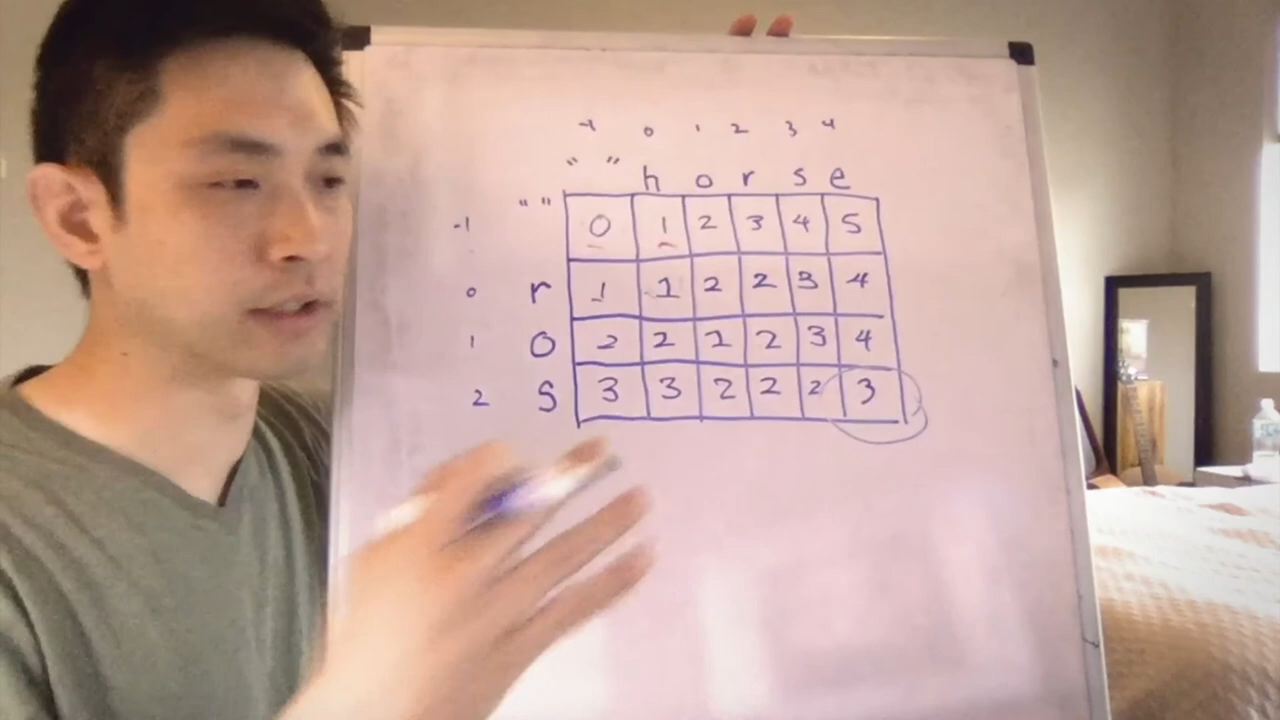 -1 0 1 2 3 4
" " h o r s e
-1 " " 0 1 2 3 4 5
0 r 1 1 2 2 3 4
1 o 2 2 1 2 3 4
2 s 3 3 2 2 2 3